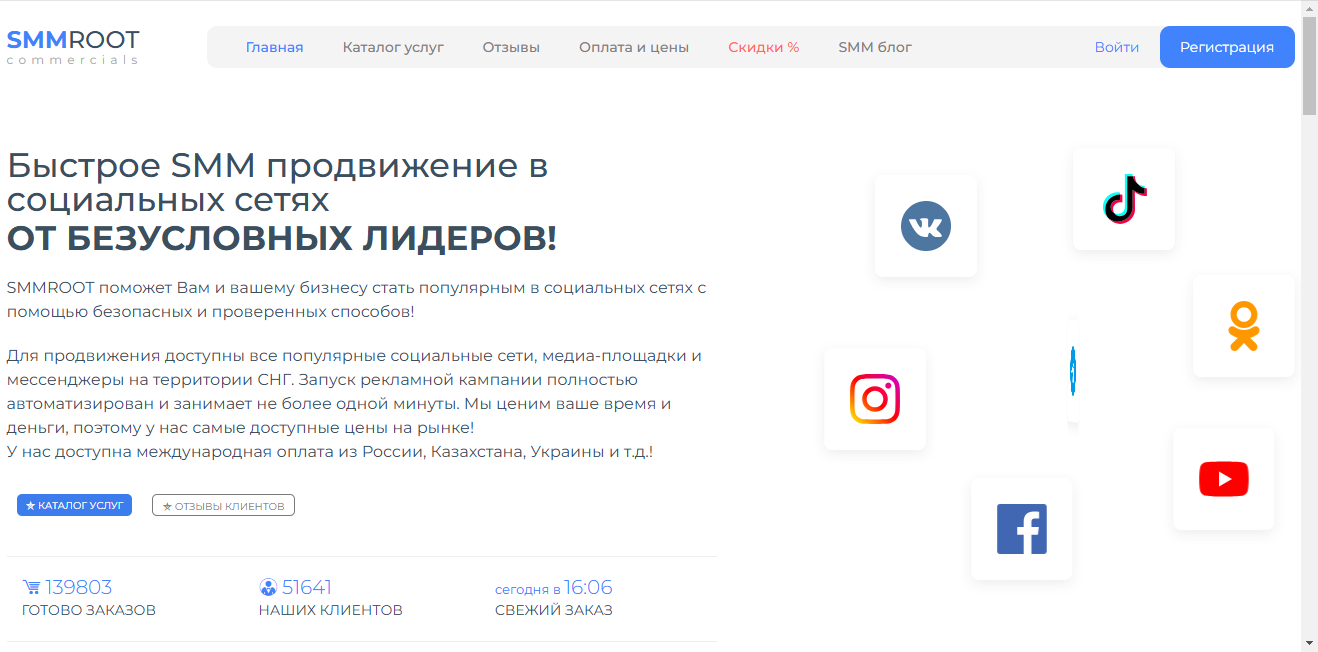 SMMROOT
commercials
Главная Каталог услуг Отзывы Оплата и цены Скидки % SMM блог Войти Регистрация
Быстрое SMM продвижение в
социальных сетях
ОТ БЕЗУСЛОВНЫХ ЛИДЕРОВ!
SMMROOT поможет Вам и вашему бизнесу стать популярным в социальных сетях с
помощью безопасных и проверенных способов!
Для продвижения доступны все популярные социальные сети, медиа-площадки и
мессенджеры на территории СНГ. Запуск рекламной кампании полностью
автоматизирован и занимает не более одной минуты. Мы ценим ваше время и
деньги, поэтому у нас самые доступные цены на рынке!
У нас доступна международная оплата из России, Казахстана, Украины и т.д.!
★ КАТАЛОГ УСЛУГ ★ ОТЗЫВЫ КЛИЕНТОВ
139803 51641 сегодня в 16:06
ГОТОВО ЗАКАЗОВ НАШИХ КЛИЕНТОВ СВЕЖИЙ ЗАКАЗ